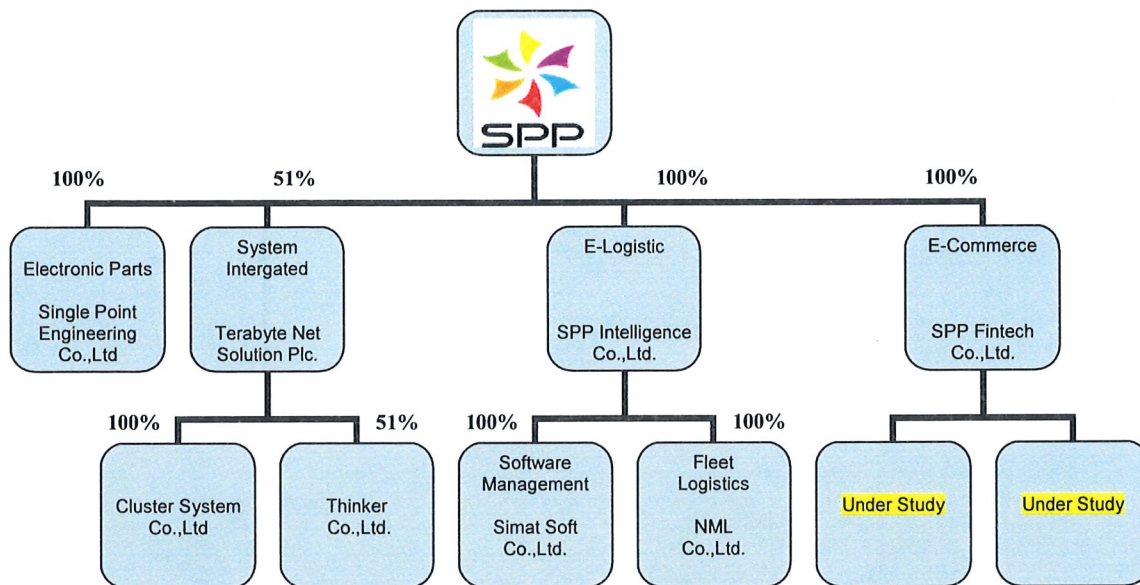 SPP
100%
51%
100%
100%
Electronic Parts
Single Point
Engineering
Co.,Ltd
System
Intergated
Terabyte Net
Solution Plc.
E-Logistic
SPP Intelligence
Co.,Ltd.
E-Commerce
SPP Fintech
Co.,Ltd.
100%
51%
100%
100%
Cluster System
Co.,Ltd
Thinker
Co.,Ltd.
Software
Management
Simat Soft
Co.,Ltd.
Fleet
Logistics
NML
Co.,Ltd.
Under Study
Under Study